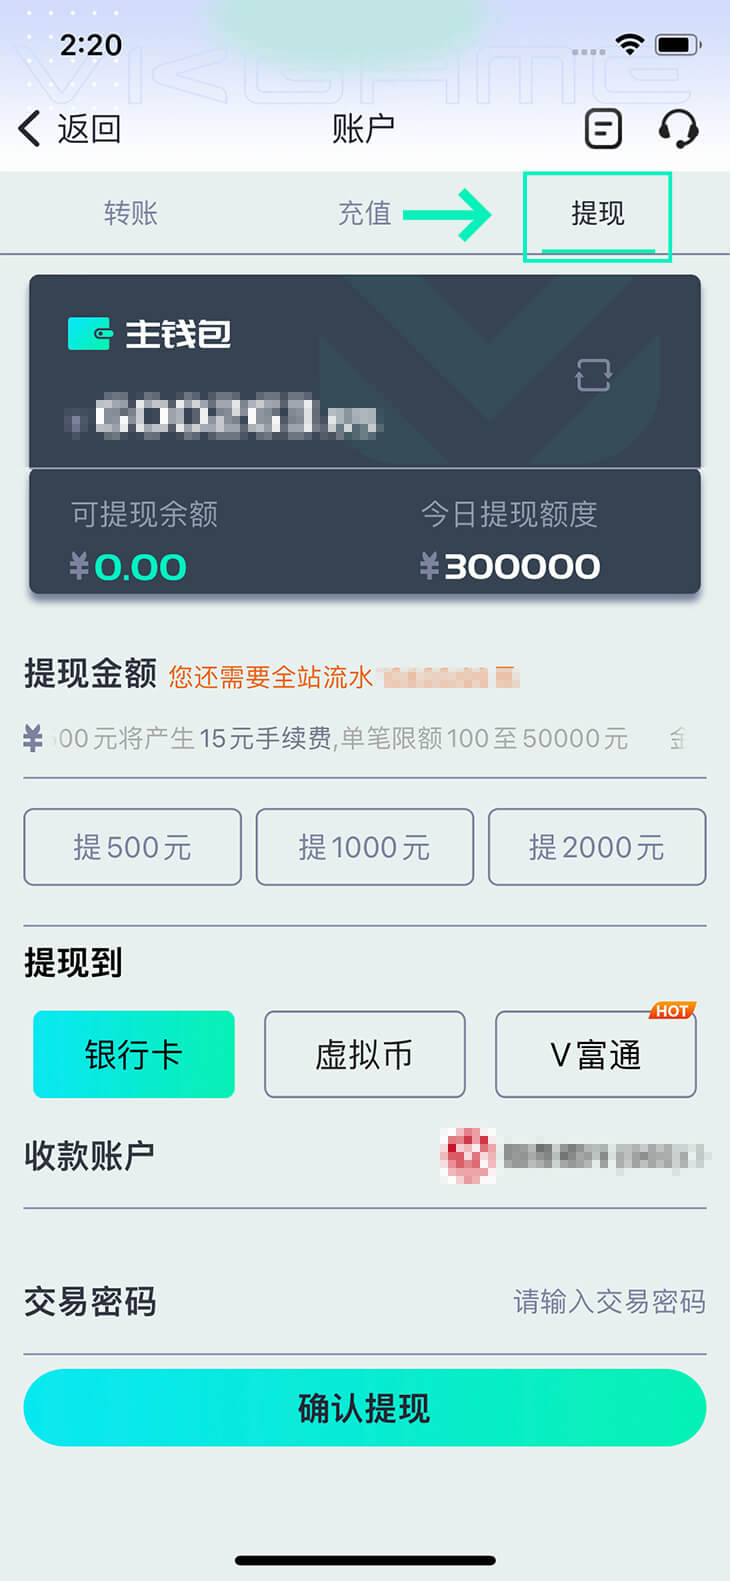 2:20
VKGAME
返回
账户
转账
充值
提现
主钱包
可提现余额
今日提现额度
¥0.00
¥300000
提现金额 您还需要全站流水
¥ 00元将产生15元手续费,单笔限额100至50000元
提500元
提1000元
提2000元
提现到
银行卡
虚拟币
HOT
V富通
收款账户
交易密码
请输入交易密码
确认提现